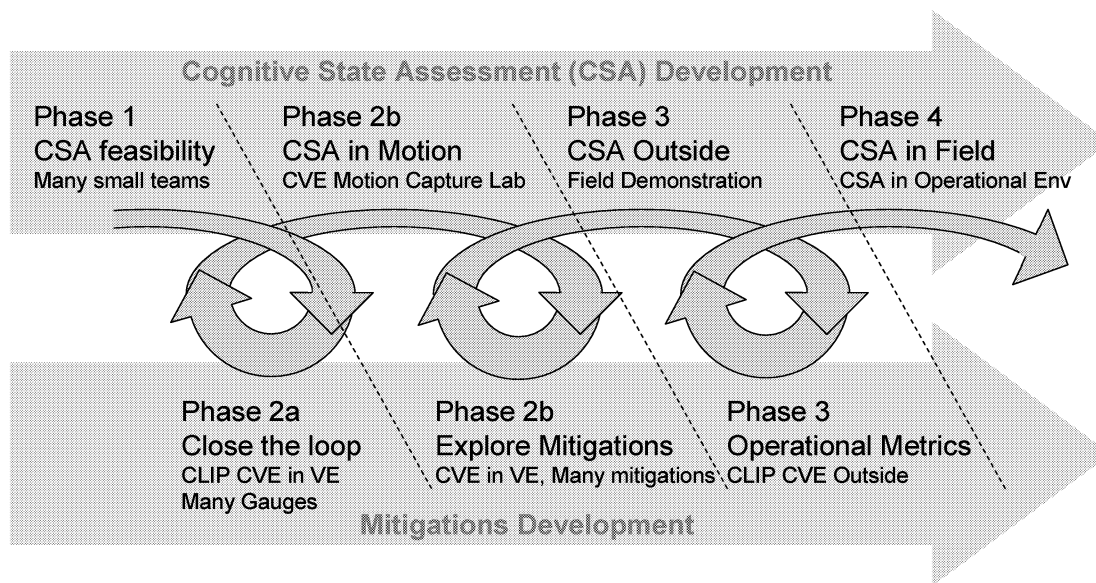 Cognitive State Assessment (CSA) Development
Phase 1
CSA feasibility
Many small teams
Phase 2b
CSA in Motion
CVE Motion Capture Lab
Phase 3
CSA Outside
Field Demonstration
Phase 4
CSA in Field
CSA in Operational Env
Phase 2a
Close the loop
CLIP CVE in VE
Many Gauges
Phase 2b
Explore Mitigations
CVE in VE, Many mitigations
Phase 3
Operational Metrics
CLIP CVE Outside
Mitigations Development